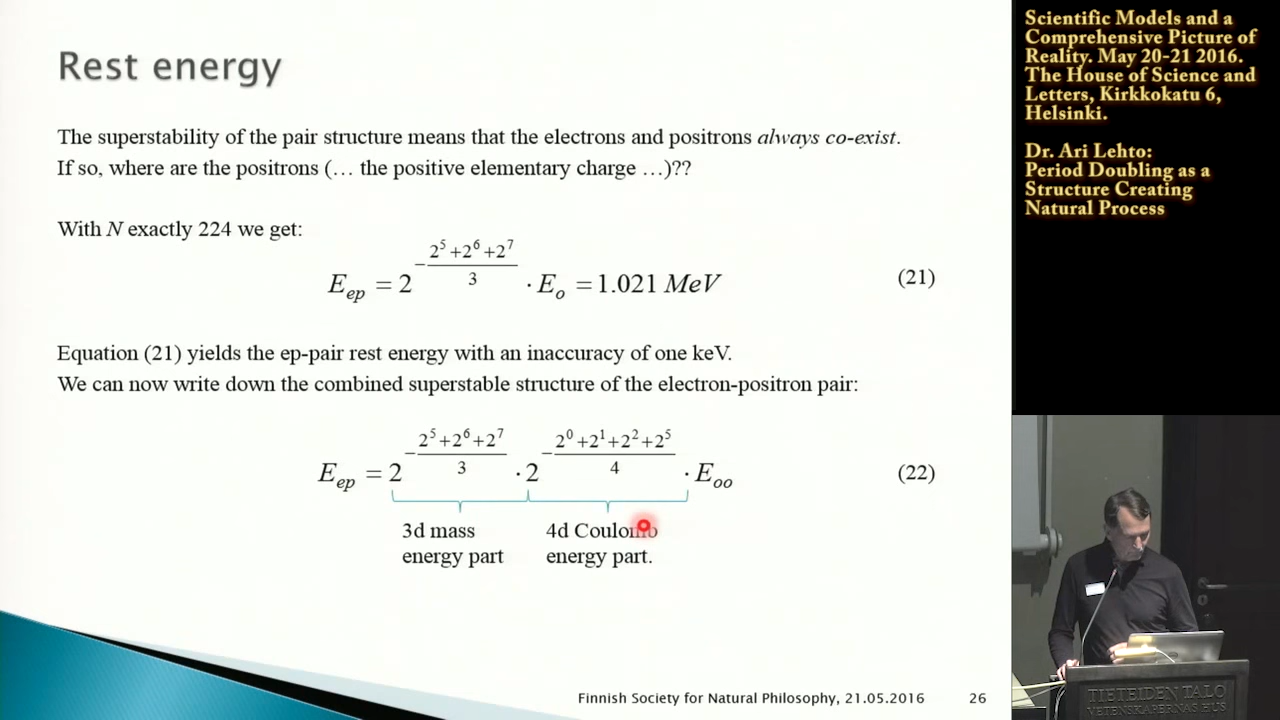 Rest energy
The superstability of the pair structure means that the electrons and positrons always co-exist.
If so, where are the positrons (… the positive elementary charge …)??
With N exactly 224 we get:
E_ep = 2^{-(2^5+2^6+2^7)/3} · E_o = 1.021 MeV (21)
Equation (21) yields the ep-pair rest energy with an inaccuracy of one keV.
We can now write down the combined superstable structure of the electron-positron pair:
E_ep = 2^{-(2^5+2^6+2^7)/3} · 2^{-(2^0+2^1+2^2+2^5)/4} · E_oo (22)
3d mass
energy part
4d Coulomb
energy part.
Finnish Society for Natural Philosophy, 21.05.2016 26
Scientific Models and a
Comprehensive Picture of
Reality. May 20-21 2016.
The House of Science and
Letters, Kirkkokatu 6,
Helsinki.
Dr. Ari Lehto:
Period Doubling as a
Structure Creating
Natural Process
TIETEIDEN TALO
VETENSKAPERNAS HUS